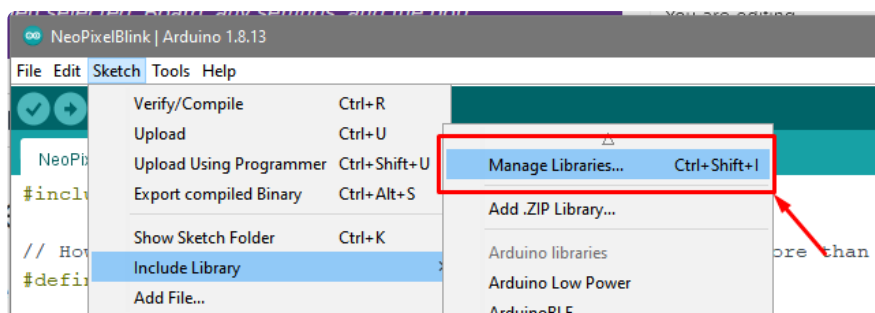 NeoPixelBlink | Arduino 1.8.13
File Edit Sketch Tools Help
Verify/Compile Ctrl+R
Upload Ctrl+U
Upload Using Programmer Ctrl+Shift+U
Export compiled Binary Ctrl+Alt+S
Show Sketch Folder Ctrl+K
Include Library
Add File...
Manage Libraries... Ctrl+Shift+I
Add .ZIP Library...
Arduino libraries
Arduino Low Power
ArduinoBLE
NeoPi
#inclu
// How
ore than
#defin
You are editing